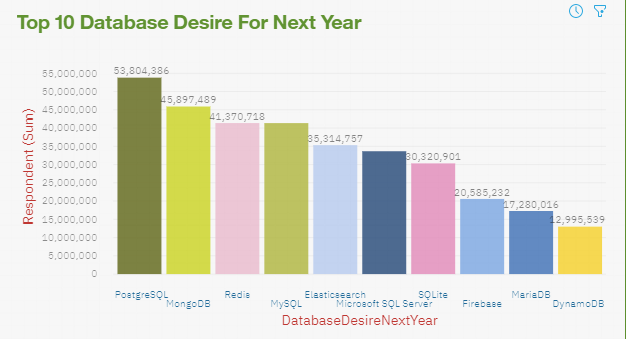 Top 10 Database Desire For Next Year
Respondent (Sum)
55,000,000
50,000,000
45,000,000
40,000,000
35,000,000
30,000,000
25,000,000
20,000,000
15,000,000
10,000,000
5,000,000
0
53,804,386
45,897,489
41,370,718
35,314,757
30,320,901
20,585,232
17,280,016
12,995,539
PostgreSQL
MongoDB
Redis
MySQL
Elasticsearch
Microsoft SQL Server
SQLite
Firebase
MariaDB
DynamoDB
DatabaseDesireNextYear